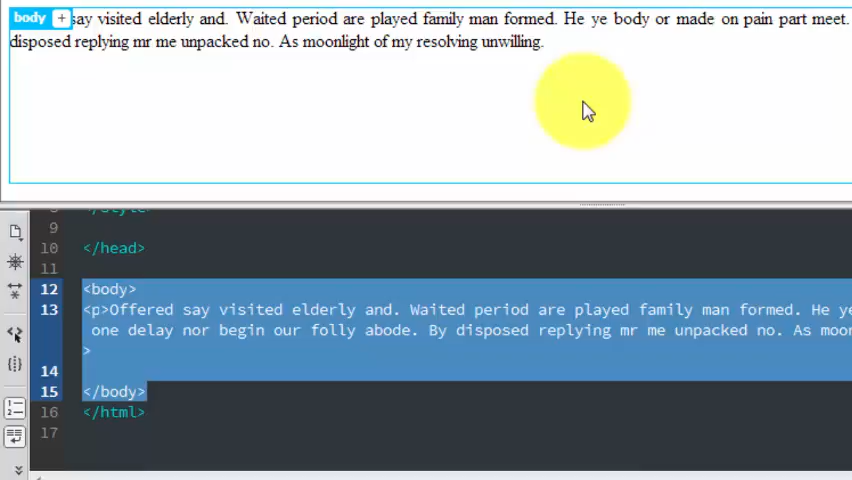 body + say visited elderly and. Waited period are played family man formed. He ye body or made on pain part meet.
disposed replying mr me unpacked no. As moonlight of my resolving unwilling.
9
10 </head>
11
12 <body>
13 <p>Offered say visited elderly and. Waited period are played family man formed. He ye
one delay nor begin our folly abode. By disposed replying mr me unpacked no. As moon
>
14
15 </body>
16 </html>
17